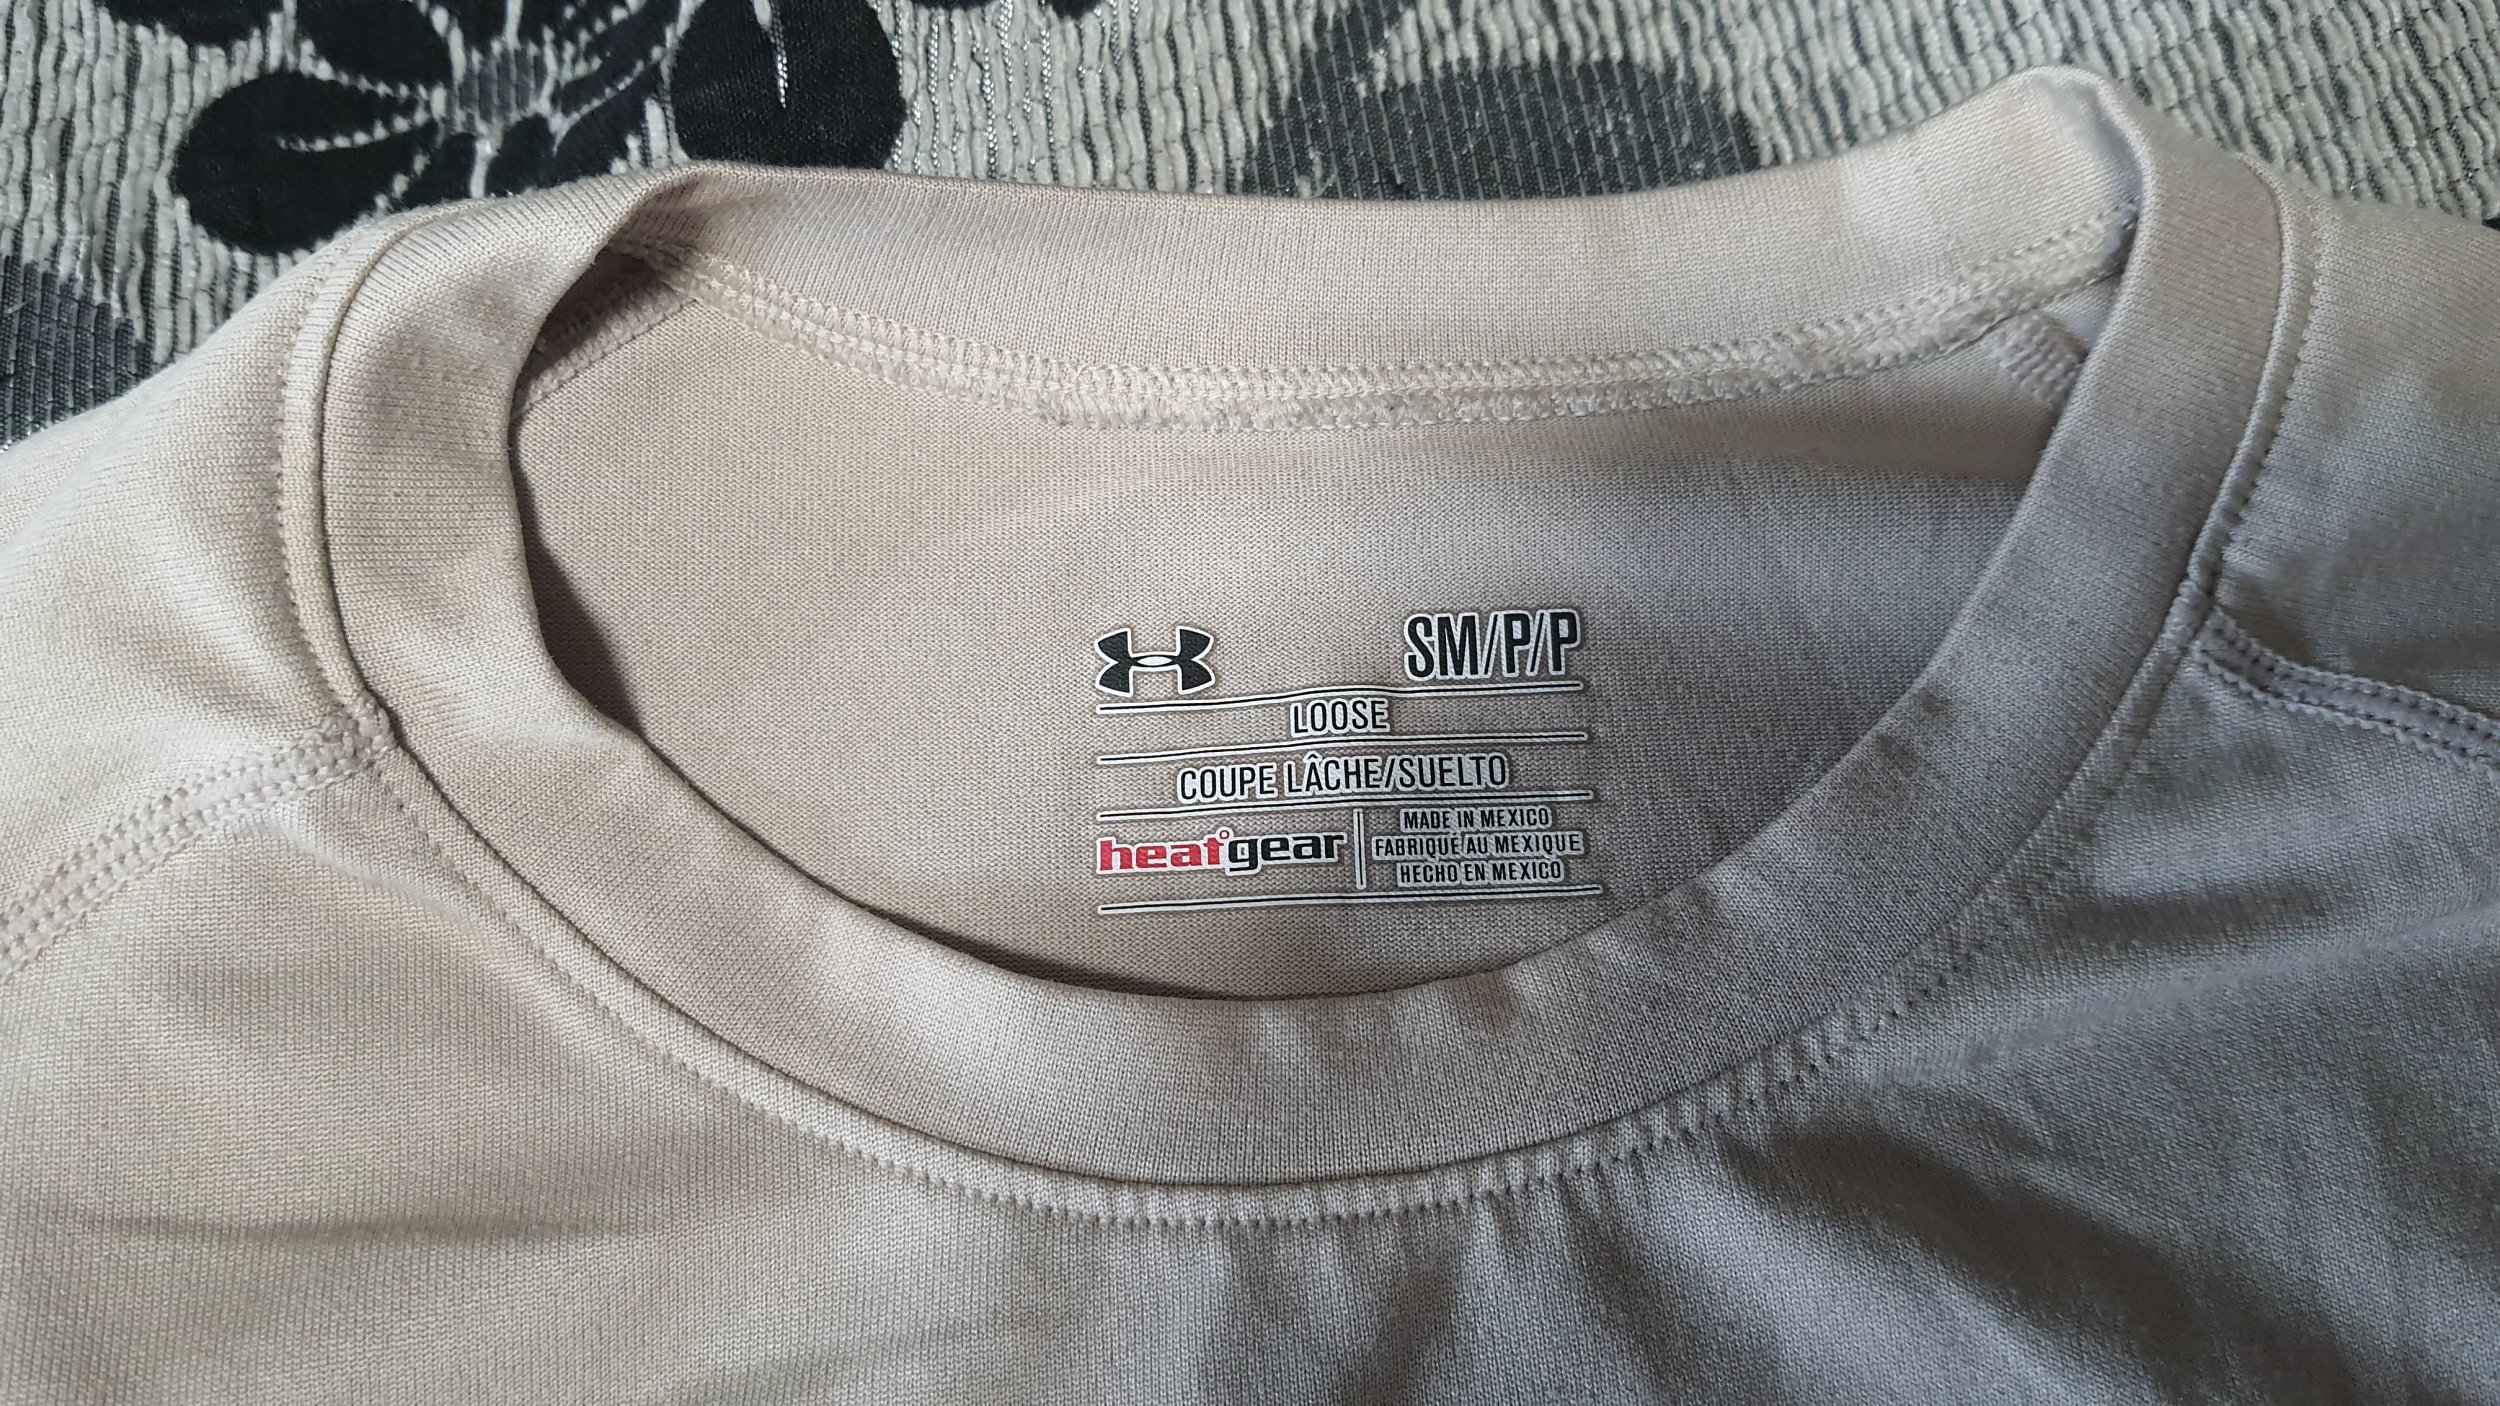 SM/P/P
LOOSE
COUPE LÂCHE/SUELTO
heatgear
MADE IN MEXICO
FABRIQUÉ AU MEXIQUE
HECHO EN MEXICO